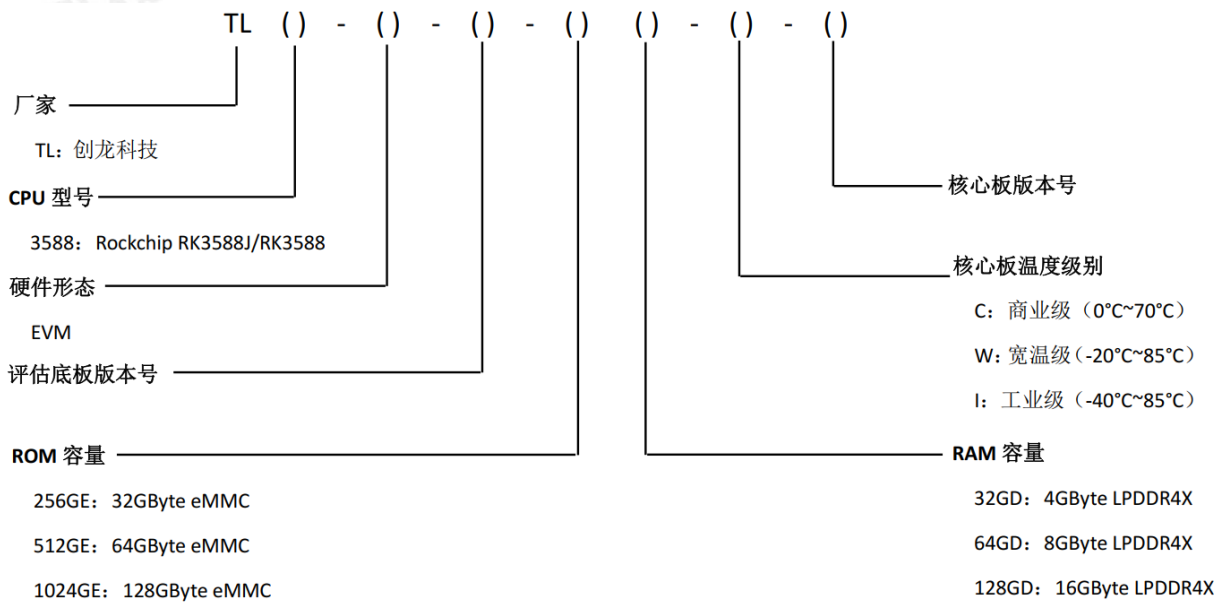 TL ( ) - ( ) - ( ) - ( ) ( ) - ( ) - ( )
厂家
TL：创龙科技
CPU 型号
3588：Rockchip RK3588J/RK3588
硬件形态
EVM
评估底板版本号
ROM 容量
256GE：32GByte eMMC
512GE：64GByte eMMC
1024GE：128GByte eMMC
核心板版本号
核心板温度级别
C：商业级（0°C~70°C）
W：宽温级（-20°C~85°C）
I：工业级（-40°C~85°C）
RAM 容量
32GD：4GByte LPDDR4X
64GD：8GByte LPDDR4X
128GD：16GByte LPDDR4X